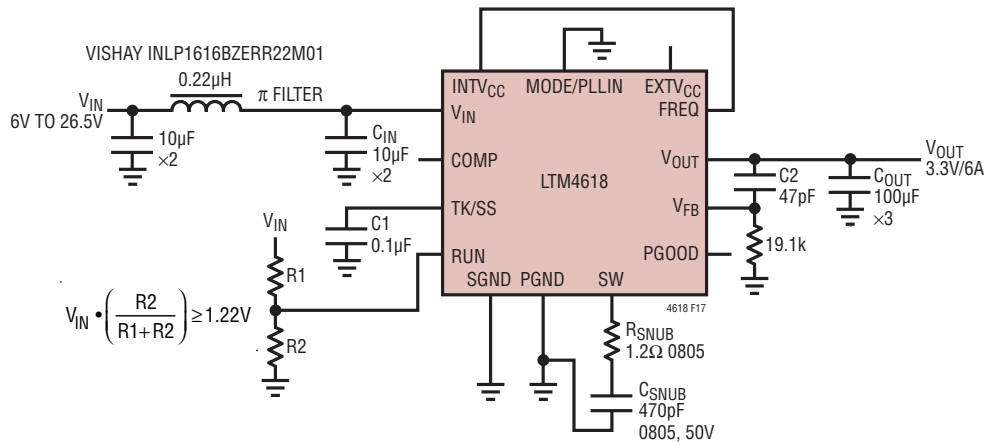 VISHAY INLP1616BZERR22M01
0.22µH
π FILTER
VIN
6V TO 26.5V
10µF
×2
CIN
10µF
×2
INTVCC
MODE/PLLIN
EXTVCC
FREQ
VIN
COMP
TK/SS
RUN
LTM4618
VOUT
VFB
PGOOD
SGND
PGND
SW
C1
0.1µF
VIN
R1
R2
VIN • (R2 / R1+R2) ≥ 1.22V
C2
47pF
COUT
100µF
×3
VOUT
3.3V/6A
19.1k
4618 F17
RSNUB
1.2Ω 0805
CSNUB
470pF
0805, 50V